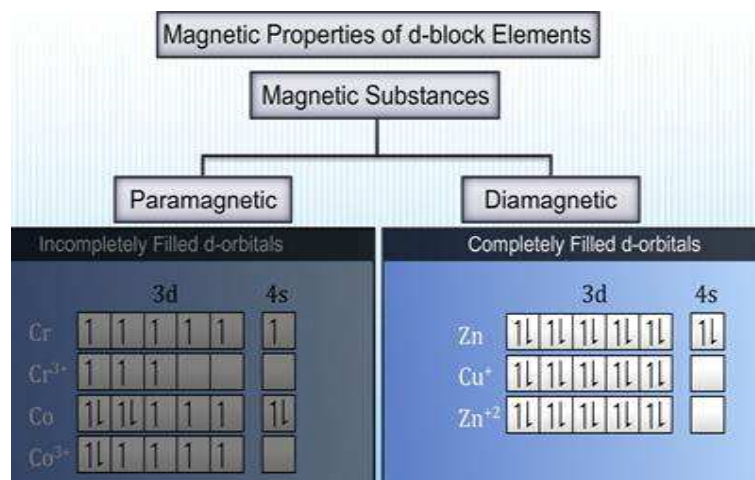 Magnetic Properties of d-block Elements
Magnetic Substances
Paramagnetic
Diamagnetic
Incompletely Filled d-orbitals
3d 4s
Cr ↿ ↿ ↿ ↿ ↿ ↿
Cr³⁺ ↿ ↿ ↿
Co ↿⇂ ↿⇂ ↿ ↿ ↿ ↿⇂
Co³⁺ ↿⇂ ↿ ↿ ↿ ↿
Completely Filled d-orbitals
3d 4s
Zn ↿⇂ ↿⇂ ↿⇂ ↿⇂ ↿⇂ ↿⇂
Cu⁺ ↿⇂ ↿⇂ ↿⇂ ↿⇂ ↿⇂
Zn⁺² ↿⇂ ↿⇂ ↿⇂ ↿⇂ ↿⇂